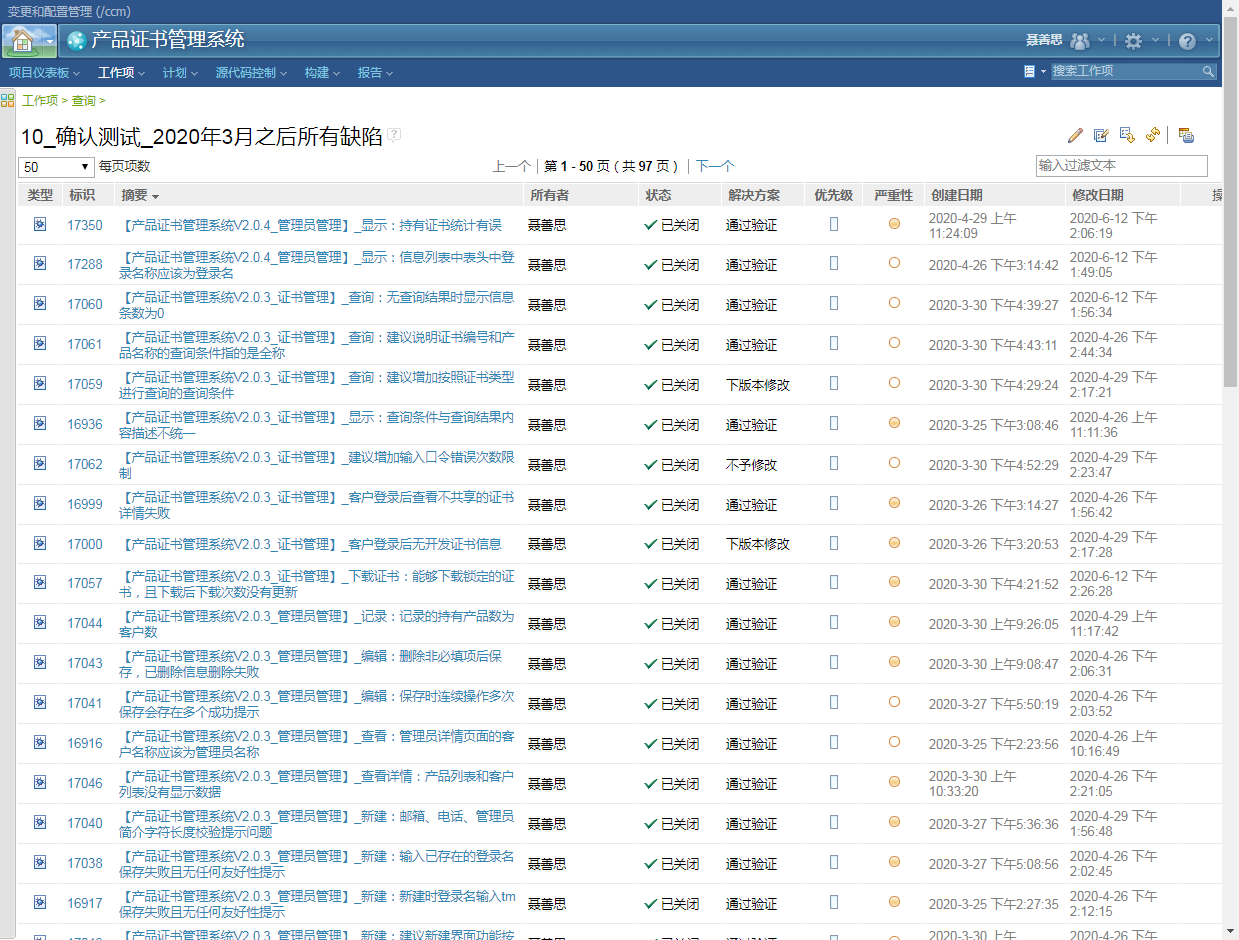 变更和配置管理 (/ccm)
产品证书管理系统
聂善思
项目仪表板 工作项 计划 源代码控制 构建 报告
搜索工作项
工作项 > 查询 >
10_确认测试_2020年3月之后所有缺陷 ?
50 每页项数 上一个 第 1 - 50 页 ( 共 97 页 ) 下一个 输入过滤文本
类型 标识 摘要 所有者 状态 解决方案 优先级 严重性 创建日期 修改日期
17350 【产品证书管理系统V2.0.4_管理员管理】_显示：持有证书统计有误 聂善思 已关闭 通过验证 2020-4-29 上午 11:24:09 2020-6-12 下午 2:06:19
17288 【产品证书管理系统V2.0.4_管理员管理】_显示：信息列表中表头中登录名称应该为登录名 聂善思 已关闭 通过验证 2020-4-26 下午3:14:42 2020-6-12 下午 1:49:05
17060 【产品证书管理系统V2.0.3_证书管理】_查询：无查询结果时显示信息条数为0 聂善思 已关闭 通过验证 2020-3-30 下午4:39:27 2020-6-12 下午 1:56:34
17061 【产品证书管理系统V2.0.3_证书管理】_查询：建议说明证书编号和产品名称的查询条件指的是全称 聂善思 已关闭 通过验证 2020-3-30 下午4:43:11 2020-4-26 下午 2:44:34
17059 【产品证书管理系统V2.0.3_证书管理】_查询：建议增加按照证书类型进行查询的查询条件 聂善思 已关闭 下版本修改 2020-3-30 下午4:29:24 2020-4-29 下午 2:17:21
16936 【产品证书管理系统V2.0.3_证书管理】_显示：查询条件与查询结果内容描述不统一 聂善思 已关闭 通过验证 2020-3-25 下午3:08:46 2020-4-26 上午 11:11:36
17062 【产品证书管理系统V2.0.3_证书管理】_建议增加输入口令错误次数限制 聂善思 已关闭 不予修改 2020-3-30 下午4:52:29 2020-4-29 下午 2:23:47
16999 【产品证书管理系统V2.0.3_证书管理】_客户登录后查看不共享的证书详情失败 聂善思 已关闭 通过验证 2020-3-26 下午3:14:27 2020-4-26 下午 1:56:42
17000 【产品证书管理系统V2.0.3_证书管理】_客户登录后无开发证书信息 聂善思 已关闭 下版本修改 2020-3-26 下午3:20:53 2020-4-29 下午 2:17:28
17057 【产品证书管理系统V2.0.3_证书管理】_下载证书：能够下载锁定的证书，且下载后下载次数没有更新 聂善思 已关闭 通过验证 2020-3-30 下午4:21:52 2020-6-12 下午 2:26:28
17044 【产品证书管理系统V2.0.3_管理员管理】_记录：记录的持有产品数为客户数 聂善思 已关闭 通过验证 2020-3-30 上午9:26:05 2020-4-29 上午 11:17:42
17043 【产品证书管理系统V2.0.3_管理员管理】_编辑：删除非必填项后保存，已删除信息删除失败 聂善思 已关闭 通过验证 2020-3-30 上午9:08:47 2020-4-26 下午 2:06:31
17041 【产品证书管理系统V2.0.3_管理员管理】_编辑：保存时连续操作多次保存会存在多个成功提示 聂善思 已关闭 通过验证 2020-3-27 下午5:50:19 2020-4-26 下午 2:03:52
16916 【产品证书管理系统V2.0.3_管理员管理】_查看：管理员详情页面的客户名称应该为管理员名称 聂善思 已关闭 通过验证 2020-3-25 下午2:23:56 2020-4-26 上午 10:16:49
17046 【产品证书管理系统V2.0.3_管理员管理】_查看详情：产品列表和客户列表没有显示数据 聂善思 已关闭 通过验证 2020-3-30 上午 10:33:20 2020-4-26 下午 2:21:05
17040 【产品证书管理系统V2.0.3_管理员管理】_新建：邮箱、电话、管理员简介字符长度校验提示问题 聂善思 已关闭 通过验证 2020-3-27 下午5:36:36 2020-4-29 下午 1:56:48
17038 【产品证书管理系统V2.0.3_管理员管理】_新建：输入已存在的登录名保存失败且无任何友好性提示 聂善思 已关闭 通过验证 2020-3-27 下午5:08:56 2020-4-26 下午 2:02:45
16917 【产品证书管理系统V2.0.3_管理员管理】_新建：新建时登录名输入tm保存失败且无任何友好性提示 聂善思 已关闭 通过验证 2020-3-25 下午2:27:35 2020-4-26 下午 2:12:15
【产品证书管理系统V2.0.3_管理员管理】_新建：建议新建界面功能按 2020-3-30 上午 2020-4-26 下午